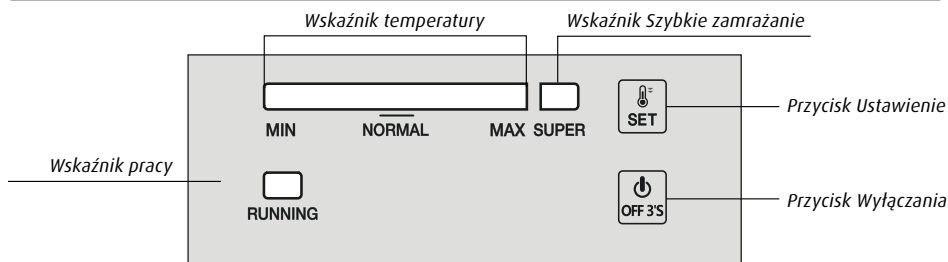 Wskaźnik temperatury
Wskaźnik Szybkie zamrażanie
SET
Przycisk Ustawienie
MIN NORMAL MAX SUPER
Wskaźnik pracy
RUNNING
OFF 3'S
Przycisk Wyłączania